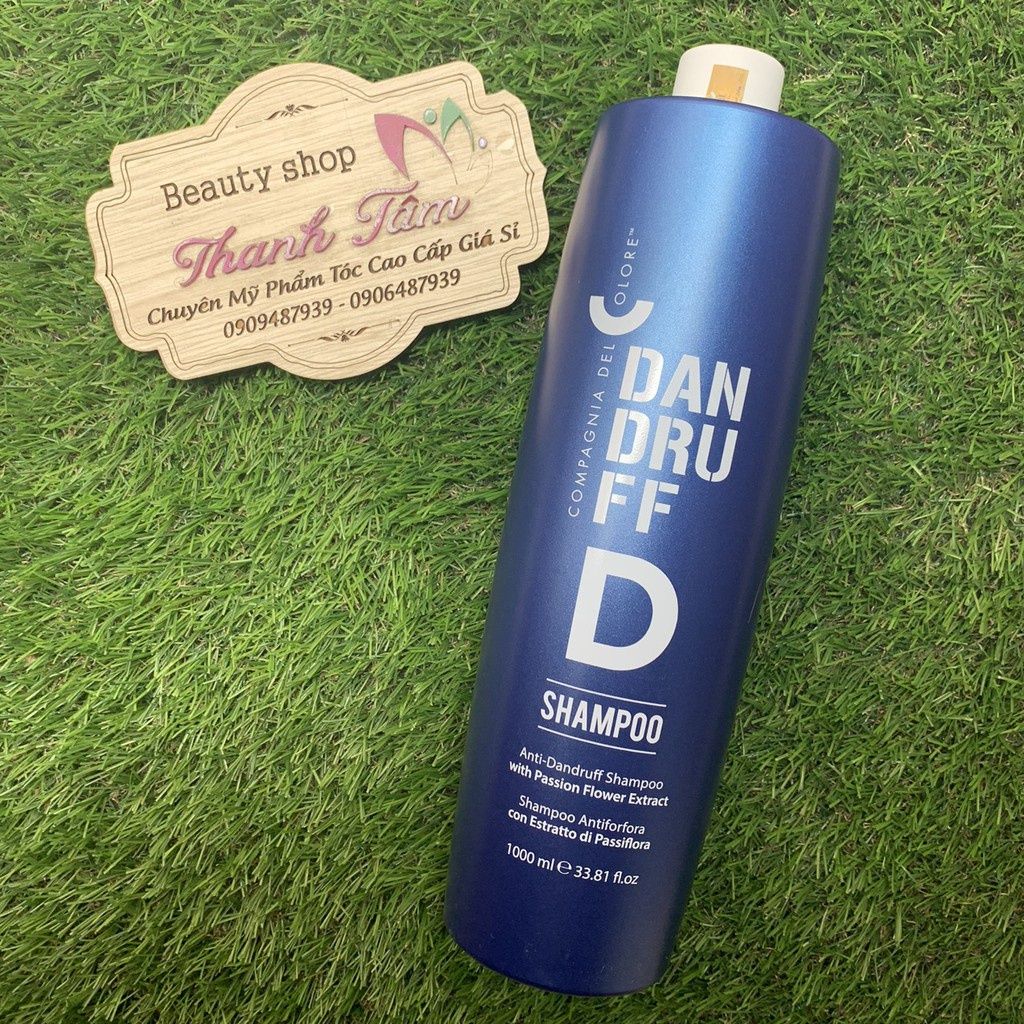 Beauty shop
Thanh Tâm
Chuyên Mỹ Phẩm Tóc Cao Cấp Giá Sỉ
0909487939 - 0906487939
COMPAGNIA DEL COLORE™
DAN
DRU
FF
D
SHAMPOO
Anti-Dandruff Shampoo
with Passion Flower Extract
Shampoo Antiforfora
con Estratto di Passiflora
1000 ml ℮ 33.81 fl.oz